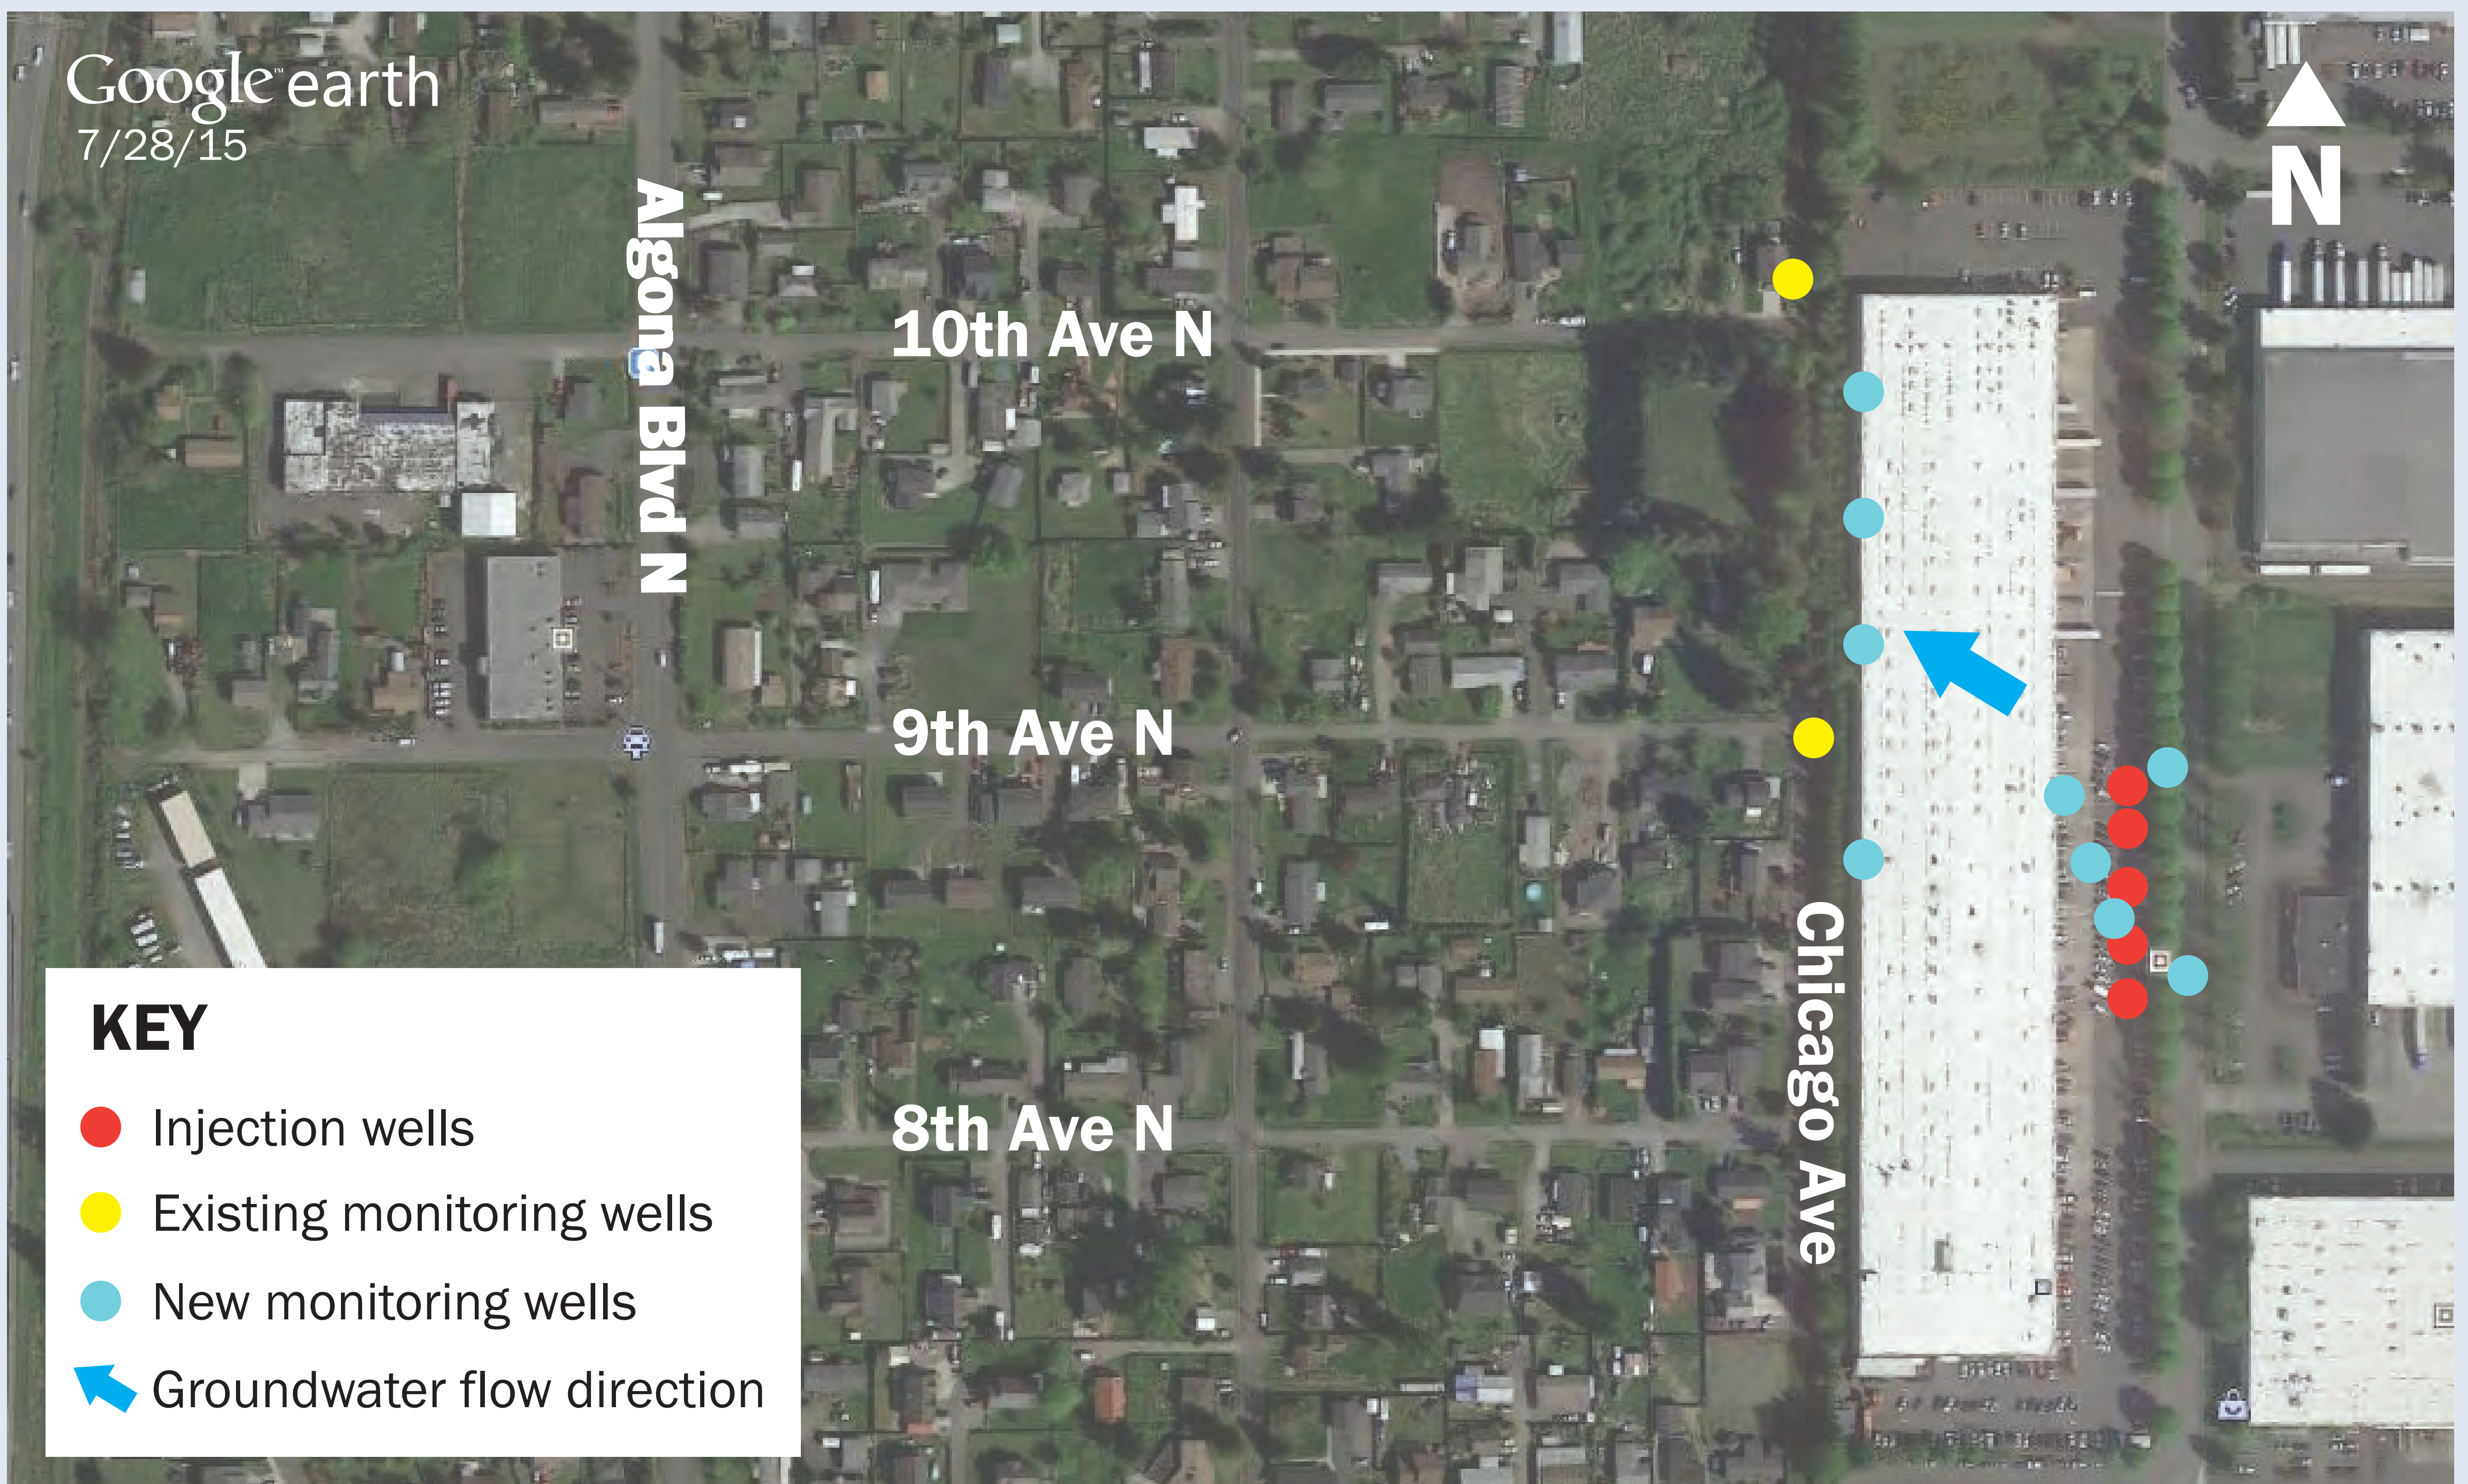 Google™ earth
7/28/15
N
Algona Blvd N
10th Ave N
9th Ave N
Chicago Ave
8th Ave N
KEY
Injection wells
Existing monitoring wells
New monitoring wells
Groundwater flow direction